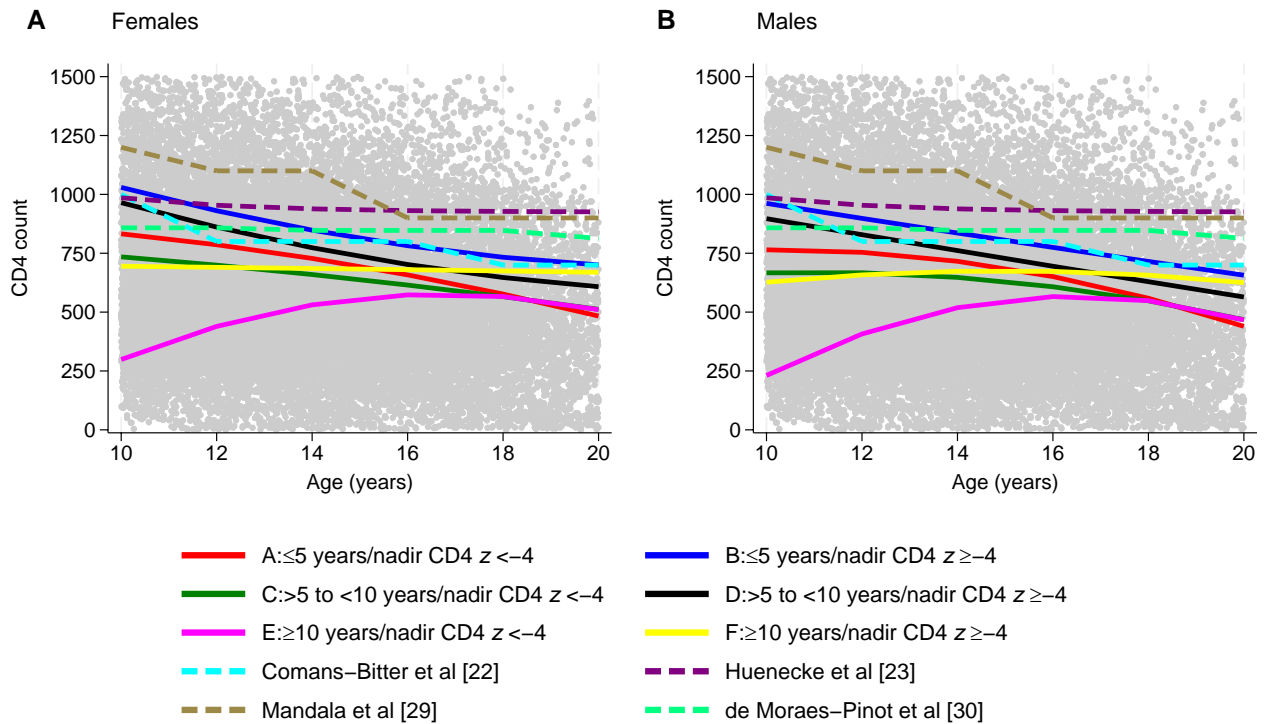 A Females
1500
1250
1000
750
500
250
0
CD4 count
10 12 14 16 18 20
Age (years)
B Males
1500
1250
1000
750
500
250
0
CD4 count
10 12 14 16 18 20
Age (years)
A:≤5 years/nadir CD4 z <−4
B:≤5 years/nadir CD4 z ≥−4
C:>5 to <10 years/nadir CD4 z <−4
D:>5 to <10 years/nadir CD4 z ≥−4
E:≥10 years/nadir CD4 z <−4
F:≥10 years/nadir CD4 z ≥−4
Comans−Bitter et al [22]
Huenecke et al [23]
Mandala et al [29]
de Moraes−Pinot et al [30]